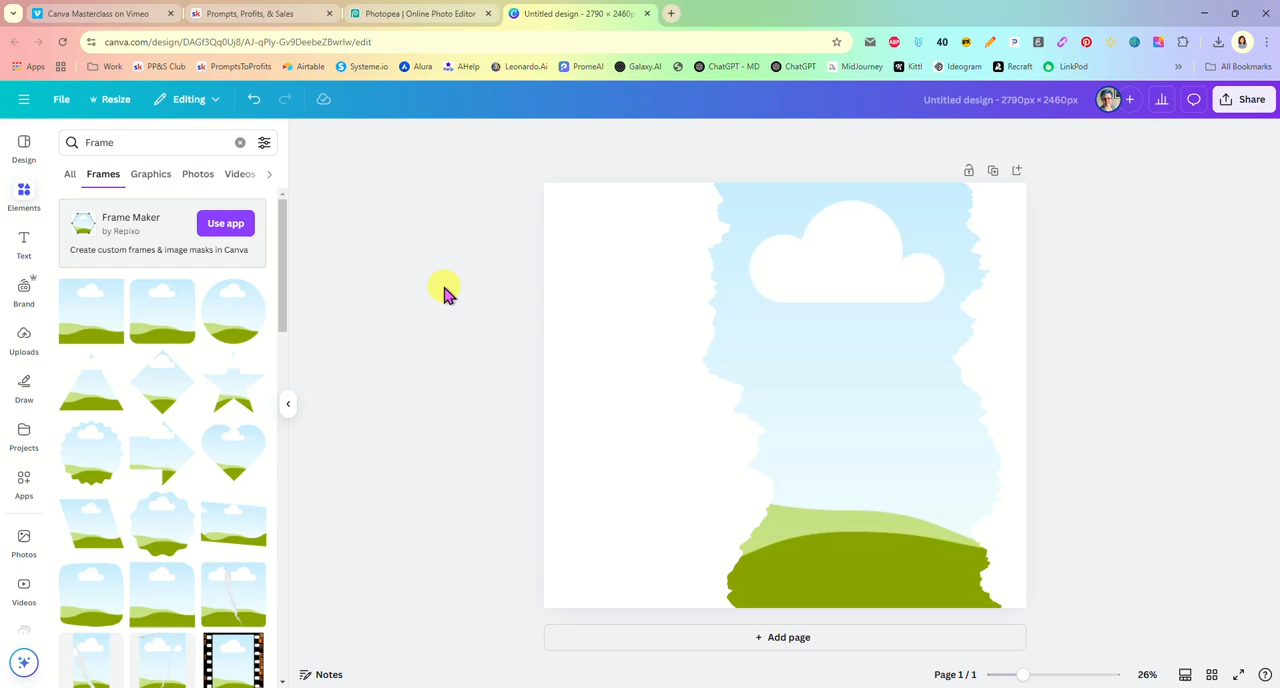 Canva Masterclass on Vimeo
Prompts, Profits, & Sales
Photopea | Online Photo Editor
Untitled design - 2790 × 2460p
canva.com/design/DAGf3Qq0Uj8/AJ-qPly-Gv9DeebeZBwrIw/edit
40
Apps
Work
PP&S Club
PromptsToProfits
Airtable
Systeme.io
Alura
AHelp
Leonardo.Ai
PromeAI
Galaxy.AI
ChatGPT - MD
ChatGPT
MidJourney
Kittl
Ideogram
Recraft
LinkPod
All Bookmarks
File
Resize
Editing
Untitled design - 2790px × 2460px
Share
Design
Elements
Text
Brand
Uploads
Draw
Projects
Apps
Photos
Videos
Frame
All
Frames
Graphics
Photos
Videos
Frame Maker
by Repixo
Use app
Create custom frames & image masks in Canva
+ Add page
Notes
Page 1 / 1
26%